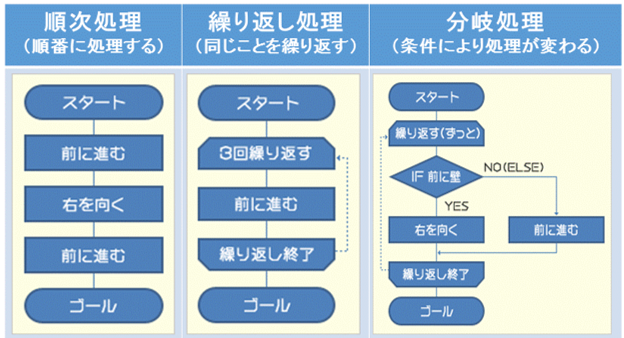 順次処理
(順番に処理する)
スタート
前に進む
右を向く
前に進む
ゴール
繰り返し処理
(同じことを繰り返す)
スタート
3回繰り返す
前に進む
繰り返し終了
ゴール
分岐処理
(条件により処理が変わる)
スタート
繰り返す(ずっと)
IF 前に壁
NO(ELSE)
YES
右を向く
前に進む
繰り返し終了
ゴール